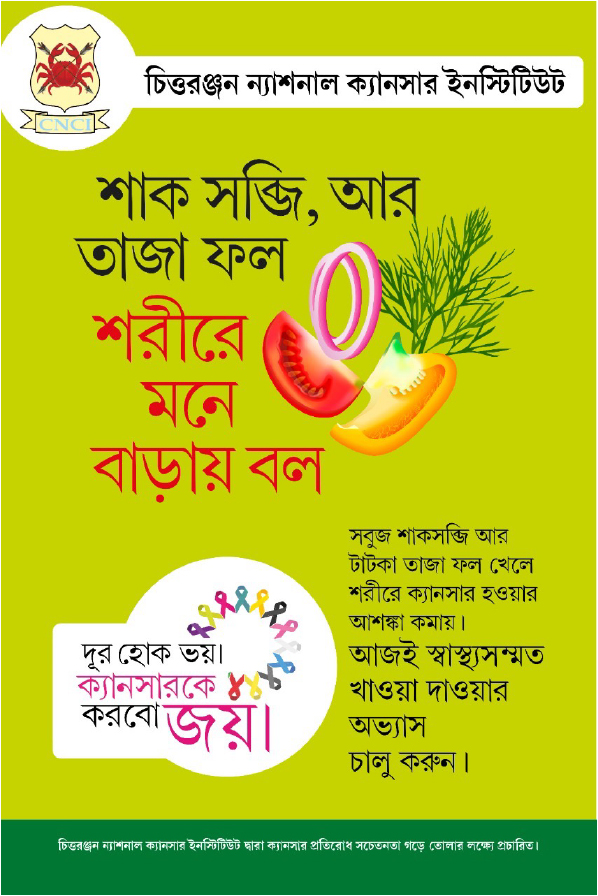 চিত্তরঞ্জন ন্যাশনাল ক্যানসার ইনস্টিটিউট
CNCI
শাক সব্জি, আর
তাজা ফল
শরীরে
মনে
বাড়ায় বল
সবুজ শাকসব্জি আর
টাটকা তাজা ফল খেলে
শরীরে ক্যানসার হওয়ার
আশঙ্কা কমায়।
আজই স্বাস্থ্যসম্মত
খাওয়া দাওয়ার
অভ্যাস
চালু করুন।
দূর হোক ভয়।
ক্যানসারকে
করবো জয়।
চিত্তরঞ্জন ন্যাশনাল ক্যানসার ইনস্টিটিউট দ্বারা ক্যানসার প্রতিরোধ সচেতনতা গড়ে তোলার লক্ষ্যে প্রচারিত।